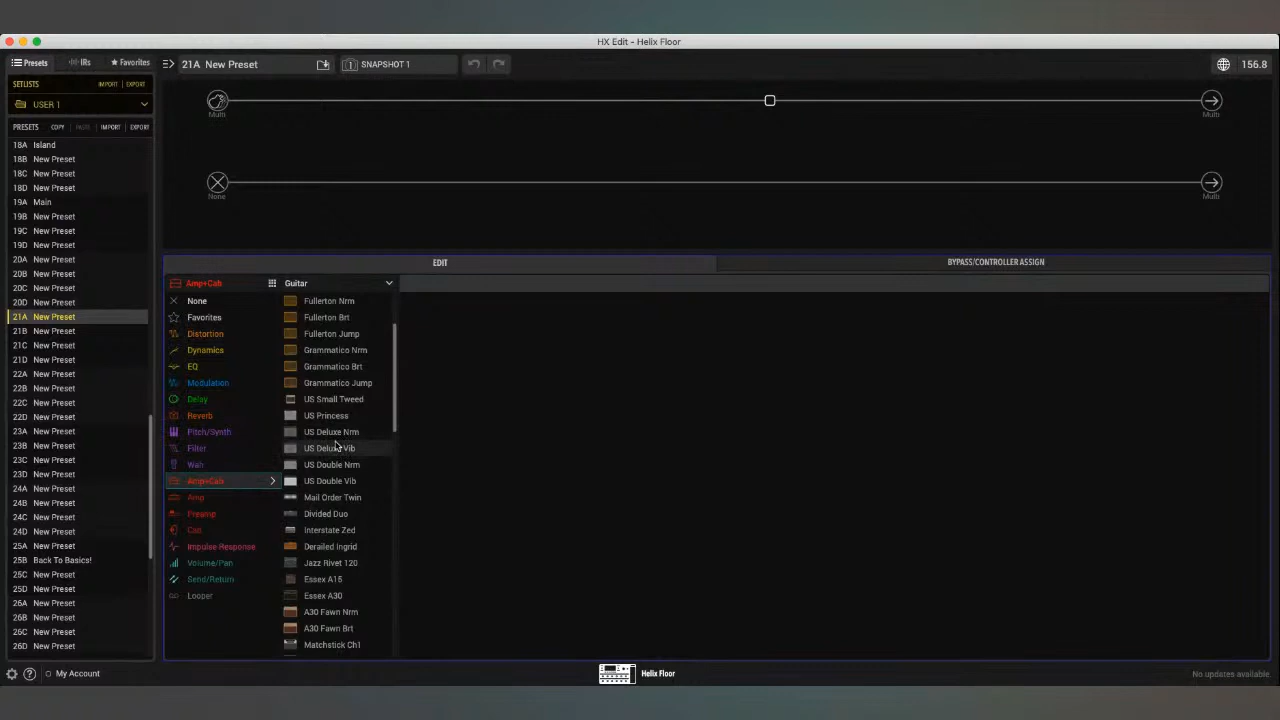 HX Edit - Helix Floor
Presets
IRs
Favorites
21A New Preset
SNAPSHOT 1
156.8
SETLISTS
IMPORT
EXPORT
USER 1
PRESETS
COPY
PASTE
IMPORT
EXPORT
18A Island
18B New Preset
18C New Preset
18D New Preset
19A Main
19B New Preset
19C New Preset
19D New Preset
20A New Preset
20B New Preset
20C New Preset
20D New Preset
21A New Preset
21B New Preset
21C New Preset
21D New Preset
22A New Preset
22B New Preset
22C New Preset
22D New Preset
23A New Preset
23B New Preset
23C New Preset
23D New Preset
24A New Preset
24B New Preset
24C New Preset
24D New Preset
25A New Preset
25B Back To Basics!
25C New Preset
25D New Preset
26A New Preset
26B New Preset
26C New Preset
26D New Preset
Multi
Multi
None
Multi
EDIT
BYPASS/CONTROLLER ASSIGN
Amp+Cab
Guitar
None
Favorites
Distortion
Dynamics
EQ
Modulation
Delay
Reverb
Pitch/Synth
Filter
Wah
Amp+Cab
Amp
Preamp
Cab
Impulse Response
Volume/Pan
Send/Return
Looper
Fullerton Nrm
Fullerton Brt
Fullerton Jump
Grammatico Nrm
Grammatico Brt
Grammatico Jump
US Small Tweed
US Princess
US Deluxe Nrm
US Deluxe Vib
US Double Nrm
US Double Vib
Mail Order Twin
Divided Duo
Interstate Zed
Derailed Ingrid
Jazz Rivet 120
Essex A15
Essex A30
A30 Fawn Nrm
A30 Fawn Brt
Matchstick Ch1
My Account
Helix Floor
No updates available.